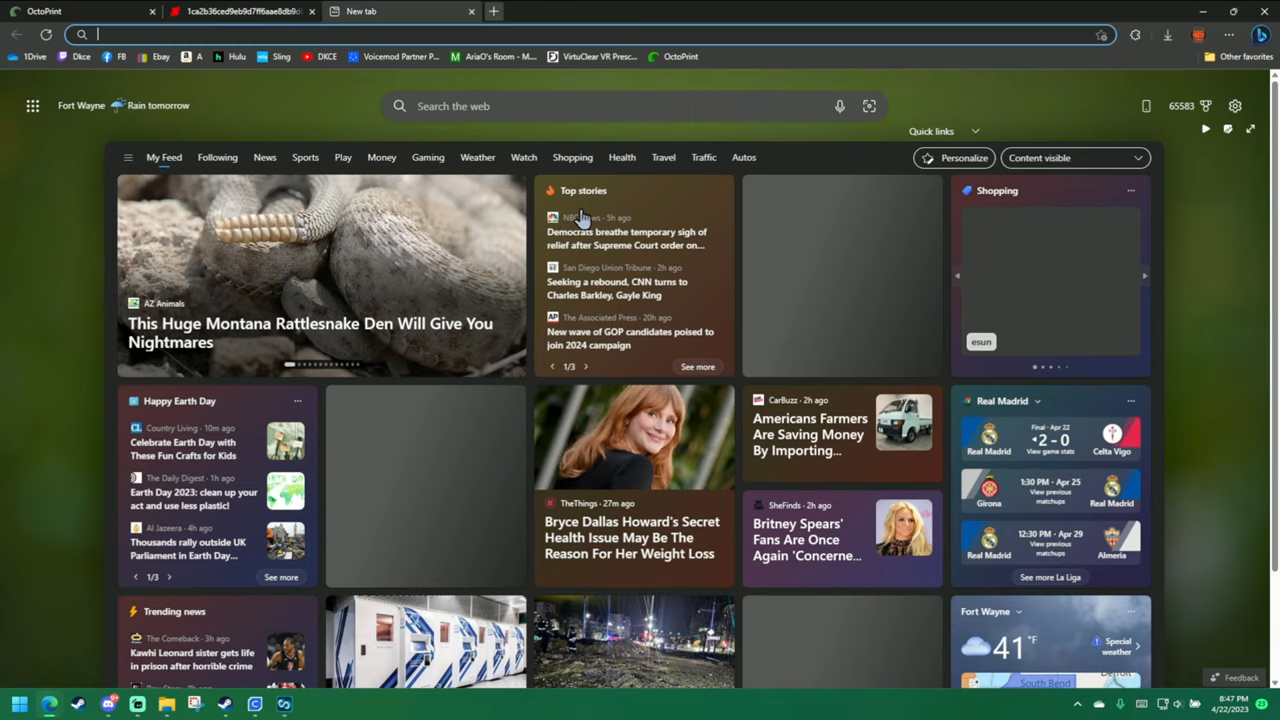 OctoPrint
1ca2b36ced9eb9d7ff6aae8db9d
New tab
1Drive
Dkce
FB
Ebay
A
Hulu
Sling
DKCE
Voicemod Partner P...
AriaO's Room - M...
VirtuClear VR Presc...
OctoPrint
Other favorites
Fort Wayne
Rain tomorrow
Search the web
65583
Quick links
My Feed
Following
News
Sports
Play
Money
Gaming
Weather
Watch
Shopping
Health
Travel
Traffic
Autos
Personalize
Content visible
AZ Animals
This Huge Montana Rattlesnake Den Will Give You
Nightmares
Top stories
NBC News · 5h ago
Democrats breathe temporary sigh of
relief after Supreme Court order on...
San Diego Union Tribune · 2h ago
Seeking a rebound, CNN turns to
Charles Barkley, Gayle King
AP
The Associated Press · 20h ago
New wave of GOP candidates poised to
join 2024 campaign
1/3
See more
Shopping
esun
Happy Earth Day
CL
Country Living · 10m ago
Celebrate Earth Day with
These Fun Crafts for Kids
The Daily Digest · 1h ago
Earth Day 2023: clean up your
act and use less plastic!
Al Jazeera · 4h ago
Thousands rally outside UK
Parliament in Earth Day...
1/3
See more
TheThings · 27m ago
Bryce Dallas Howard's Secret
Health Issue May Be The
Reason For Her Weight Loss
CarBuzz · 2h ago
Americans Farmers
Are Saving Money
By Importing...
SheFinds · 2h ago
Britney Spears'
Fans Are Once
Again 'Concerne...
Real Madrid
Final · Apr 22
2 - 0
View game stats
Real Madrid
Celta Vigo
1:30 PM · Apr 25
View previous
matchups
Girona
Real Madrid
12:30 PM · Apr 29
View previous
matchups
Real Madrid
Almeria
See more La Liga
Trending news
The Comeback · 3h ago
Kawhi Leonard sister gets life
in prison after horrible crime
Fort Wayne
41 °F
Special
weather
South Bend
Detroit
Feedback
8:47 PM
4/22/2023
23